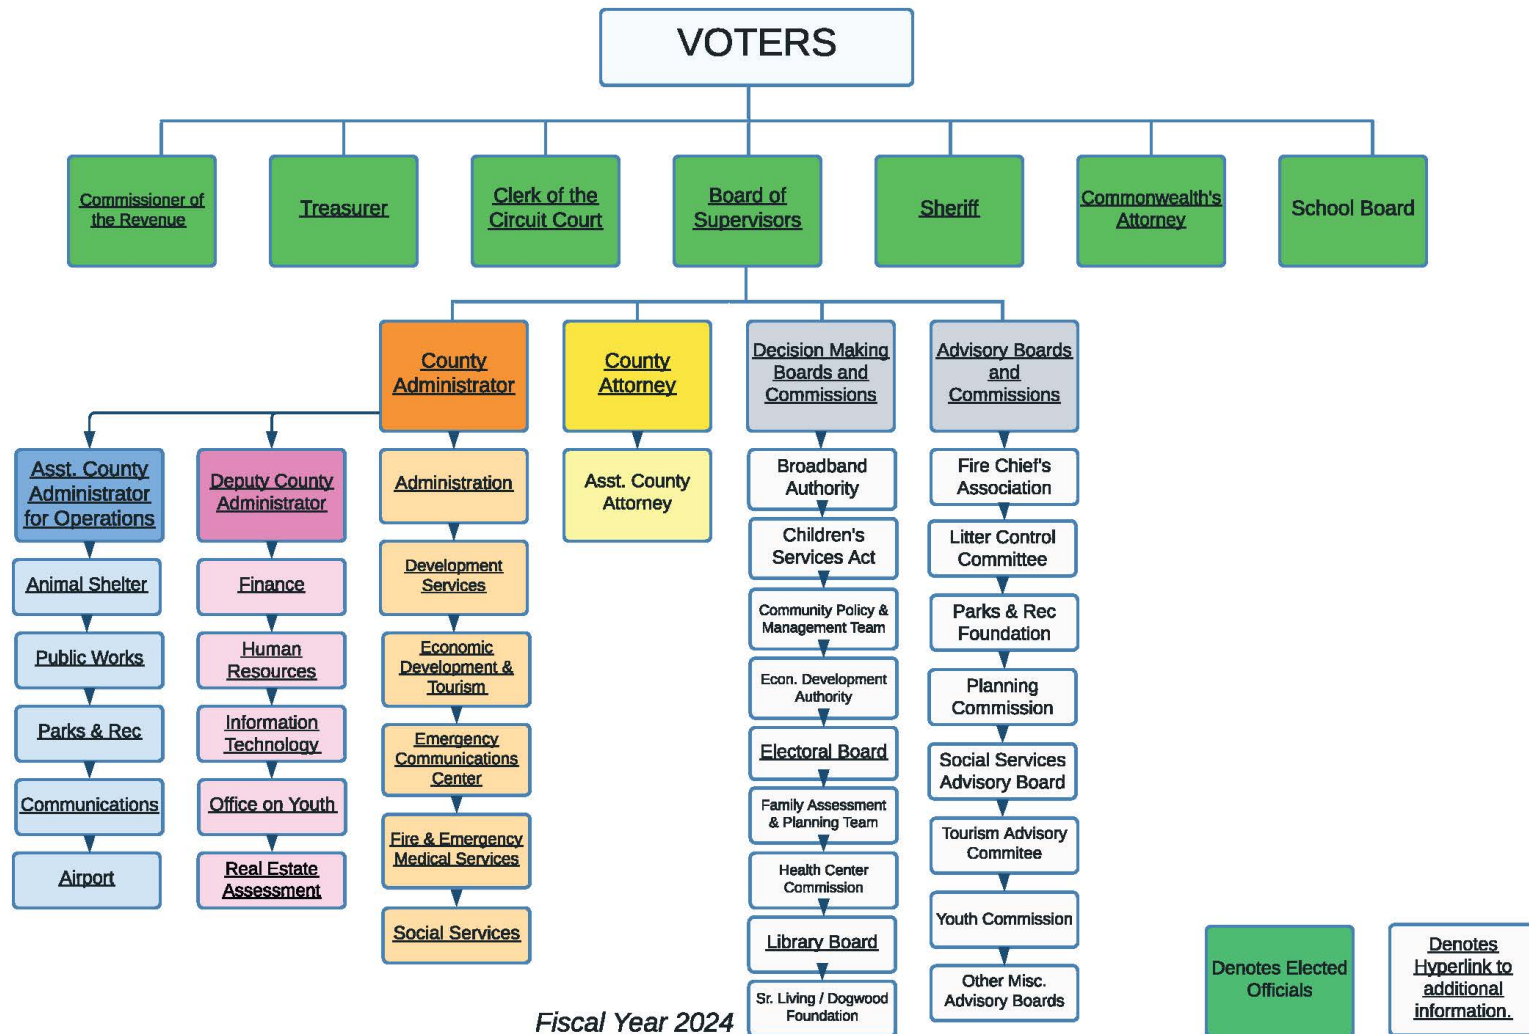 VOTERS
Commissioner of
the Revenue
Treasurer
Clerk of the
Circuit Court
Board of
Supervisors
Sheriff
Commonwealth's
Attorney
School Board
County
Administrator
County
Attorney
Decision Making
Boards and
Commissions
Advisory Boards
and
Commissions
Asst. County
Administrator
for Operations
Animal Shelter
Public Works
Parks & Rec
Communications
Airport
Deputy County
Administrator
Finance
Human
Resources
Information
Technology
Office on Youth
Real Estate
Assessment
Administration
Development
Services
Economic
Development &
Tourism
Emergency
Communications
Center
Fire & Emergency
Medical Services
Social Services
Asst. County
Attorney
Broadband
Authority
Children's
Services Act
Community Policy &
Management Team
Econ. Development
Authority
Electoral Board
Family Assessment
& Planning Team
Health Center
Commission
Library Board
Sr. Living / Dogwood
Foundation
Fire Chief's
Association
Litter Control
Committee
Parks & Rec
Foundation
Planning
Commission
Social Services
Advisory Board
Tourism Advisory
Commitee
Youth Commission
Other Misc.
Advisory Boards
Fiscal Year 2024
Denotes Elected
Officials
Denotes
Hyperlink to
additional
information.